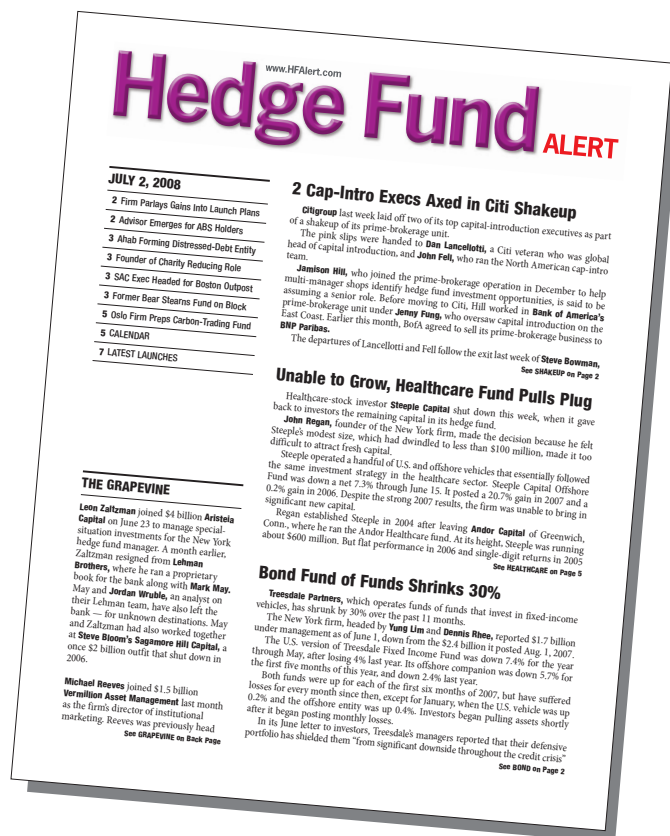 www.HFAlert.com
Hedge Fund
ALERT
JULY 2, 2008
2 Firm Parlays Gains Into Launch Plans
2 Advisor Emerges for ABS Holders
3 Ahab Forming Distressed-Debt Entity
3 Founder of Charity Reducing Role
3 SAC Exec Headed for Boston Outpost
3 Former Bear Stearns Fund on Block
5 Oslo Firm Preps Carbon-Trading Fund
5 CALENDAR
7 LATEST LAUNCHES
THE GRAPEVINE
Leon Zaltzman joined $4 billion Aristeia
Capital on June 23 to manage special-
situation investments for the New York
hedge fund manager. A month earlier,
Zaltzman resigned from Lehman
Brothers, where he ran a proprietary
book for the bank along with Mark May.
May and Jordan Wruble, an analyst on
their Lehman team, have also left the
bank — for unknown destinations. May
and Zaltzman had also worked together
at Steve Bloom's Sagamore Hill Capital, a
once $2 billion outfit that shut down in
2006.
Michael Reeves joined $1.5 billion
Vermillion Asset Management last month
as the firm's director of institutional
marketing. Reeves was previously head
See GRAPEVINE on Back Page
2 Cap-Intro Execs Axed in Citi Shakeup
Citigroup last week laid off two of its top capital-introduction executives as part
of a shakeup of its prime-brokerage unit.
The pink slips were handed to Dan Lancellotti, a Citi veteran who was global
head of capital introduction, and John Fell, who ran the North American cap-intro
team.
Jamison Hill, who joined the prime-brokerage operation in December to help
multi-manager shops identify hedge fund investment opportunities, is said to be
assuming a senior role. Before moving to Citi, Hill worked in Bank of America's
prime-brokerage unit under Jenny Fung, who oversaw capital introduction on the
East Coast. Earlier this month, BofA agreed to sell its prime-brokerage business to
BNP Paribas.
The departures of Lancellotti and Fell follow the exit last week of Steve Bowman,
See SHAKEUP on Page 2
Unable to Grow, Healthcare Fund Pulls Plug
Healthcare-stock investor Steeple Capital shut down this week, when it gave
back to investors the remaining capital in its hedge fund.
John Regan, founder of the New York firm, made the decision because he felt
Steeple's modest size, which had dwindled to less than $100 million, made it too
difficult to attract fresh capital.
Steeple operated a handful of U.S. and offshore vehicles that essentially followed
the same investment strategy in the healthcare sector. Steeple Capital Offshore
Fund was down a net 7.3% through June 15. It posted a 20.7% gain in 2007 and a
0.2% gain in 2006. Despite the strong 2007 results, the firm was unable to bring in
significant new capital.
Regan established Steeple in 2004 after leaving Andor Capital of Greenwich,
Conn., where he ran the Andor Healthcare fund. At its height, Steeple was running
about $600 million. But flat performance in 2006 and single-digit returns in 2005
See HEALTHCARE on Page 5
Bond Fund of Funds Shrinks 30%
Treesdale Partners, which operates funds of funds that invest in fixed-income
vehicles, has shrunk by 30% over the past 11 months.
The New York firm, headed by Yung Lim and Dennis Rhee, reported $1.7 billion
under management as of June 1, down from the $2.4 billion it posted Aug. 1, 2007.
The U.S. version of Treesdale Fixed Income Fund was down 7.4% for the year
through May, after losing 4% last year. Its offshore companion was down 5.7% for
the first five months of this year, and down 2.4% last year.
Both funds were up for each of the first six months of 2007, but have suffered
losses for every month since then, except for January, when the U.S. vehicle was up
0.2% and the offshore entity was up 0.4%. Investors began pulling assets shortly
after it began posting monthly losses.
In its June letter to investors, Treesdale's managers reported that their defensive
portfolio has shielded them “from significant downside throughout the credit crisis”
See BOND on Page 2